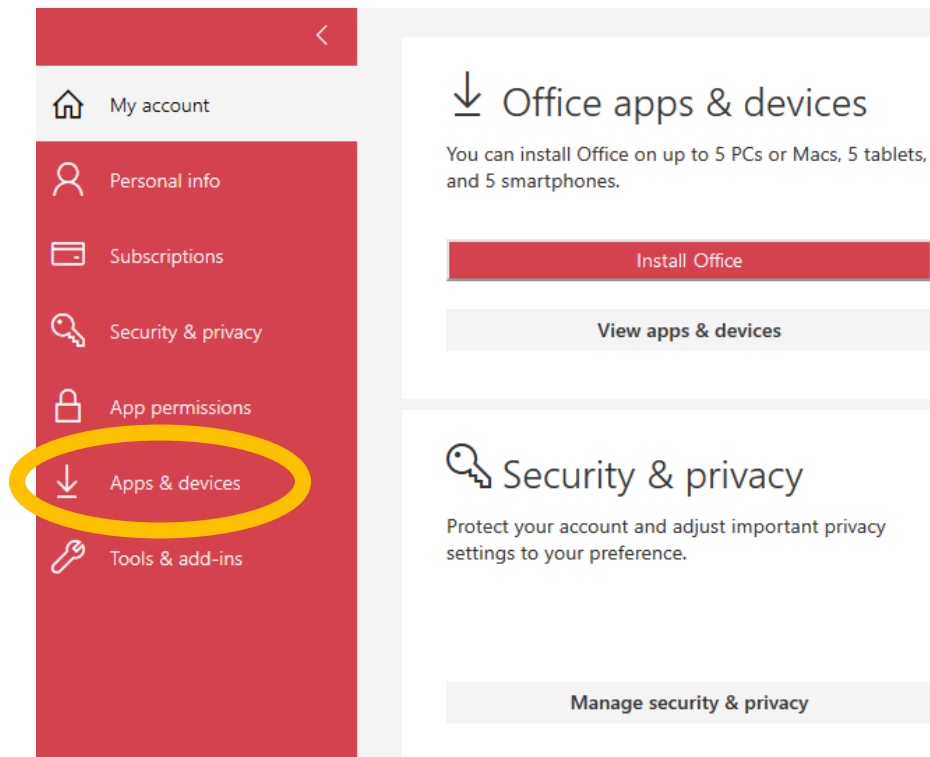 My account
Personal info
Subscriptions
Security & privacy
App permissions
Apps & devices
Tools & add-ins
Office apps & devices
You can install Office on up to 5 PCs or Macs, 5 tablets,
and 5 smartphones.
Install Office
View apps & devices
Security & privacy
Protect your account and adjust important privacy
settings to your preference.
Manage security & privacy